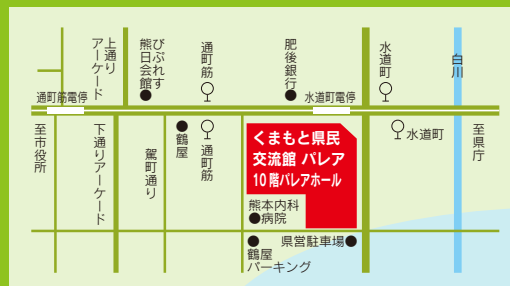 上通り
アーケード
びぷれす
熊日会館
通町筋
肥後銀行
水道町
白川
通町筋電停
水道町電停
至市役所
下通りアーケード
駕町通り
鶴屋
通町筋
くまもと県民
交流館 パレア
10階パレアホール
水道町
至県庁
熊本内科
病院
鶴屋
パーキング
県営駐車場